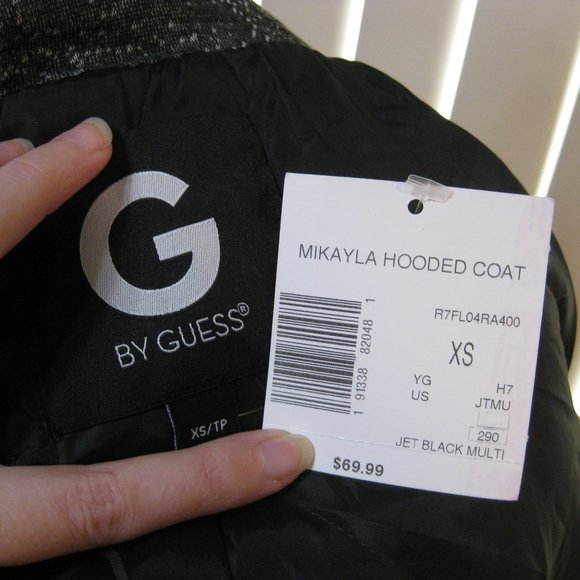 G
BY GUESS®
XS/TP
MIKAYLA HOODED COAT
R7FL04RA400
XS
YG H7
US JTMU
290
JET BLACK MULTI
$69.99
1 91338 82048 1